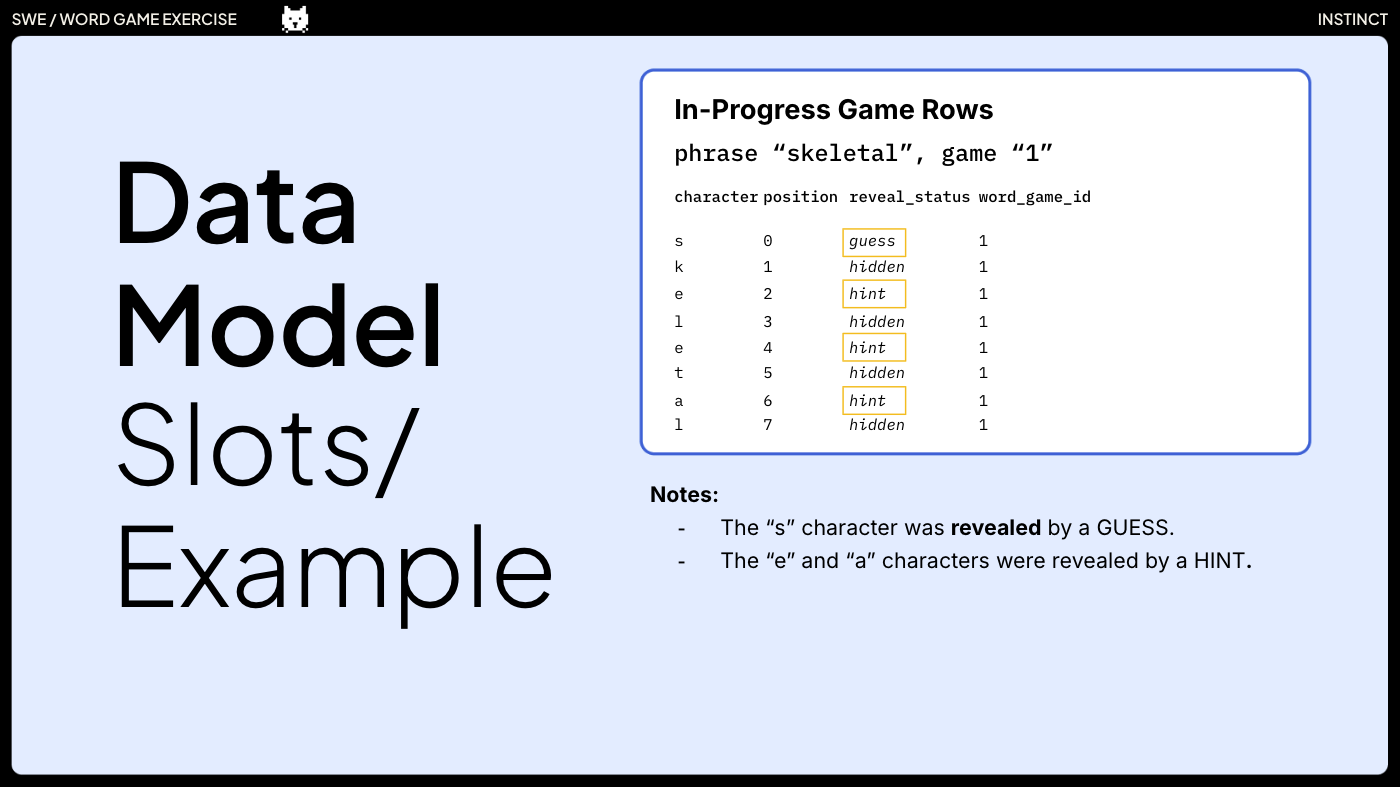 SWE / WORD GAME EXERCISE
INSTINCT
Data
Model
Slots/
Example
In-Progress Game Rows
phrase “skeletal”, game “1”
character position reveal_status word_game_id
s 0 guess 1
k 1 hidden 1
e 2 hint 1
l 3 hidden 1
e 4 hint 1
t 5 hidden 1
a 6 hint 1
l 7 hidden 1
Notes:
- The “s” character was revealed by a GUESS.
- The “e” and “a” characters were revealed by a HINT.